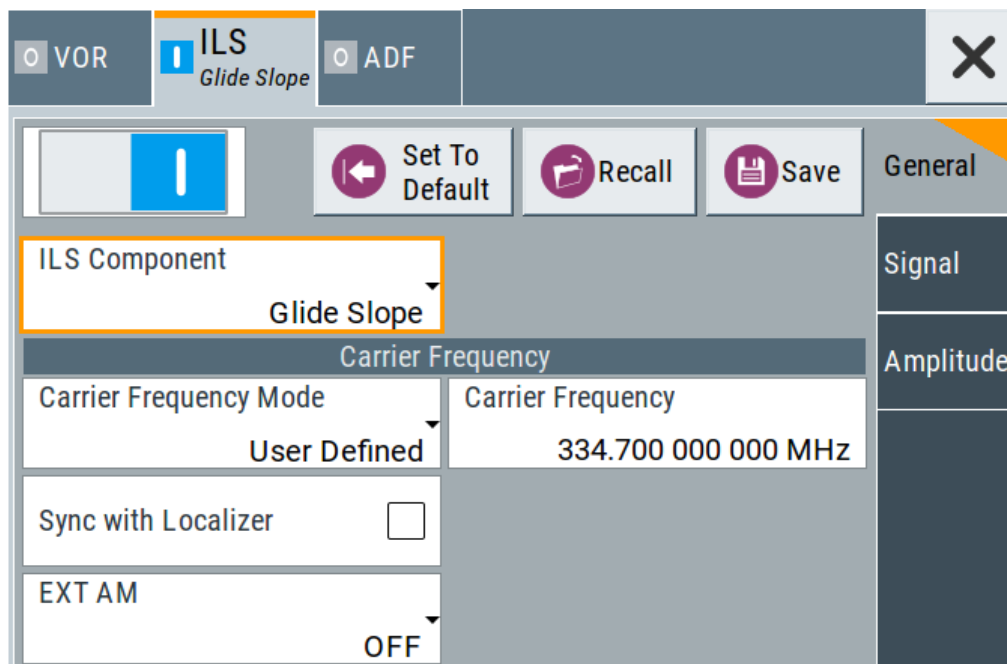 VOR
ILS
Glide Slope
ADF
Set To
Default
Recall
Save
General
ILS Component
Glide Slope
Signal
Carrier Frequency
Amplitude
Carrier Frequency Mode
User Defined
Carrier Frequency
334.700 000 000 MHz
Sync with Localizer
EXT AM
OFF